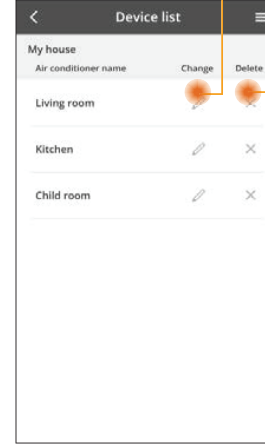 Device list
My house
Air conditioner name Change Delete
Living room
Kitchen
Child room